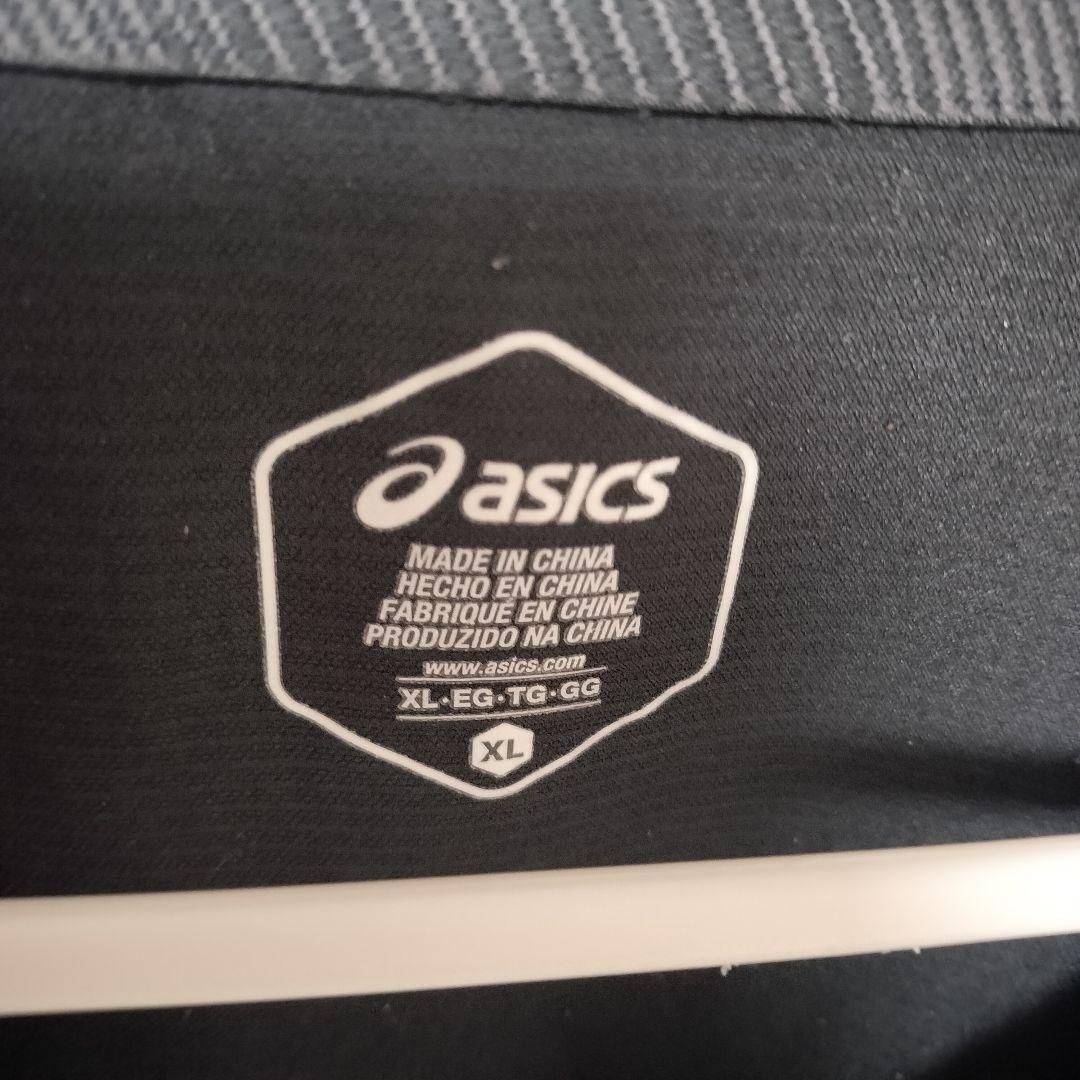 asics
MADE IN CHINA
HECHO EN CHINA
FABRIQUÉ EN CHINE
PRODUZIDO NA CHINA
www.asics.com
XL·EG·TG·GG
XL